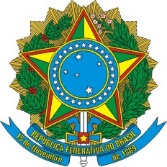 REPÚBLICA FEDERATIVA DO BRASIL
15 de Novembro
de 1889